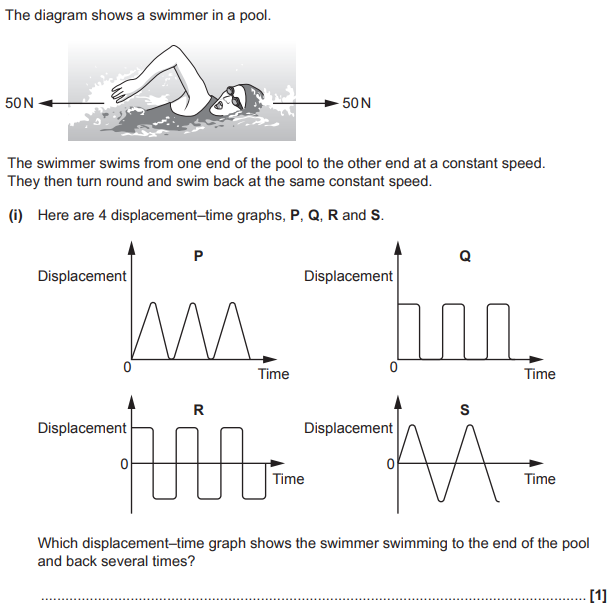 The diagram shows a swimmer in a pool.
50 N
50 N
The swimmer swims from one end of the pool to the other end at a constant speed.
They then turn round and swim back at the same constant speed.
(i) Here are 4 displacement–time graphs, P, Q, R and S.
P
Displacement
0
Time
Q
Displacement
0
Time
R
Displacement
0
Time
S
Displacement
0
Time
Which displacement–time graph shows the swimmer swimming to the end of the pool
and back several times?
[1]